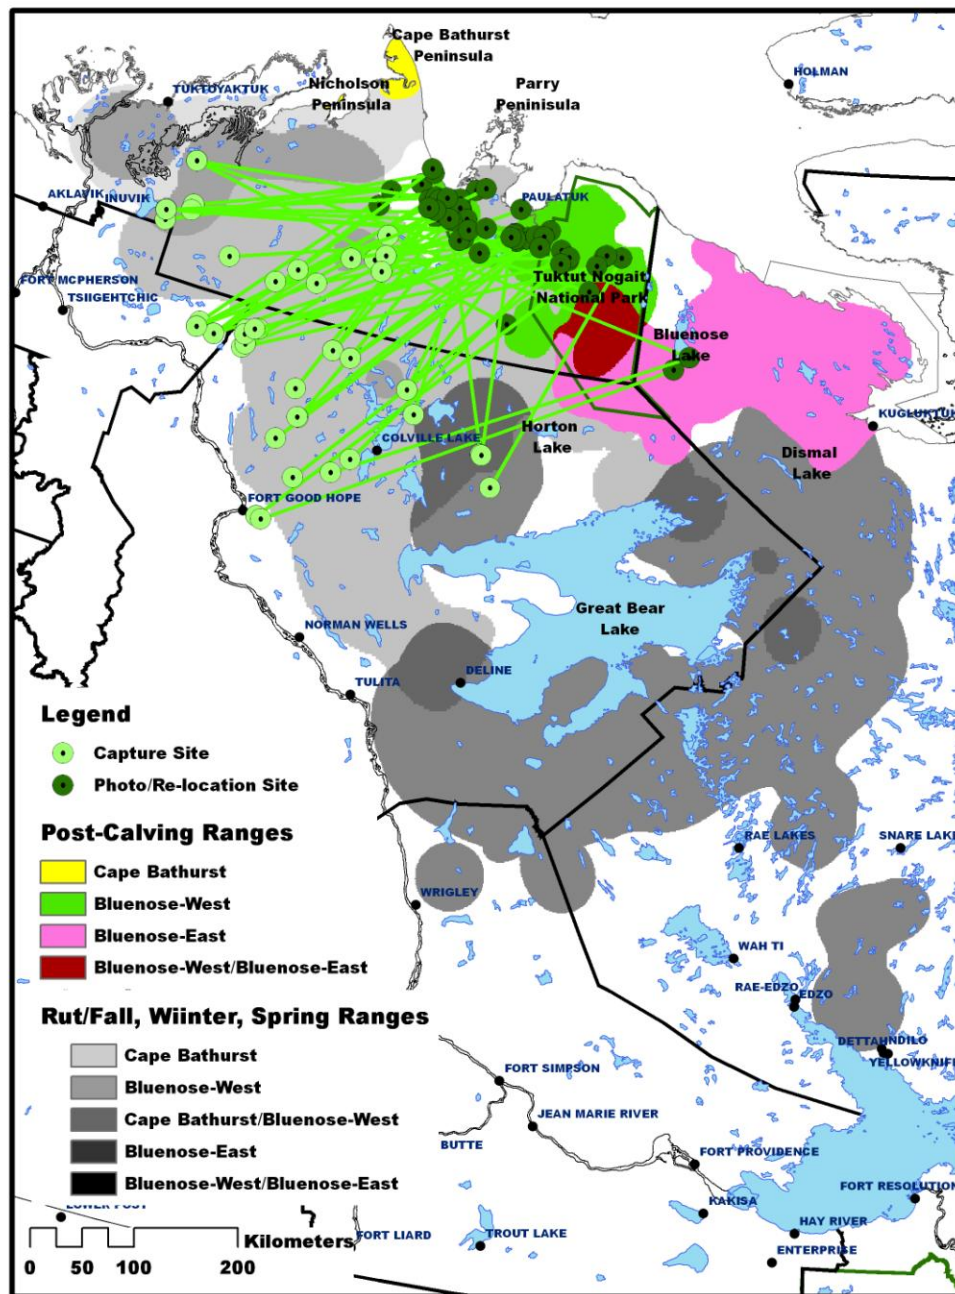 Cape Bathurst
Peninsula
HOLMAN
Nicholson
Peninsula
Parry
Peninisula
TUKTOYAKTUK
AKLAVIK
INUVIK
PAULATUK
FORT MCPHERSON
TSIIGEHTCHIC
Tuktut Nogait
National Park
Bluenose
Lake
KUGLUKTUK
Horton
Lake
Dismal
Lake
COLVILLE LAKE
FORT GOOD HOPE
Great Bear
Lake
NORMAN WELLS
TULITA
DELINE
Legend
Capture Site
Photo/Re-location Site
Post-Calving Ranges
Cape Bathurst
Bluenose-West
Bluenose-East
Bluenose-West/Bluenose-East
RAE LAKES
SNARE LAKE
WRIGLEY
WAH TI
RAE-EDZO
EDZO
DETTAH
NDILO
YELLOWKNIFE
Rut/Fall, Wiinter, Spring Ranges
Cape Bathurst
Bluenose-West
Cape Bathurst/Bluenose-West
Bluenose-East
Bluenose-West/Bluenose-East
FORT SIMPSON
JEAN MARIE RIVER
BUTTE
FORT PROVIDENCE
KAKISA
FORT RESOLUTION
HAY RIVER
ENTERPRISE
LOWER POST
Kilometers
FORT LIARD
TROUT LAKE
0 50 100 200